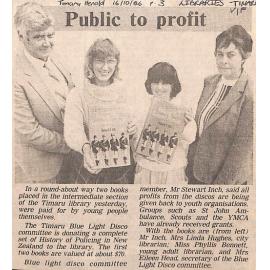 Timaru Herald 16/10/86 P. 3
LIBRARIES TIMARU
V/F
Public to profit
In a round-about way two books
placed in the intermediate section
of the Timaru library yesterday,
were paid for by young people
themselves.
The Timaru Blue Light Disco
committee is donating a complete
set of History of Policing in New
Zealand to the library. The first
two books are valued at about $70.
Blue light disco committee
member, Mr Stewart Inch, said all
profits from the discos are being
given back to youth organisations.
Groups such as St John Am-
bulance, Scouts and the YMCA
have already received grants.
With the books are (from left)
Mr Inch, Mrs Linda Hughes, city
librarian; Miss Phyllis Bennett,
young adult librarian, and Mrs
Eileen Head, secretary of the Blue
Light Disco committee.